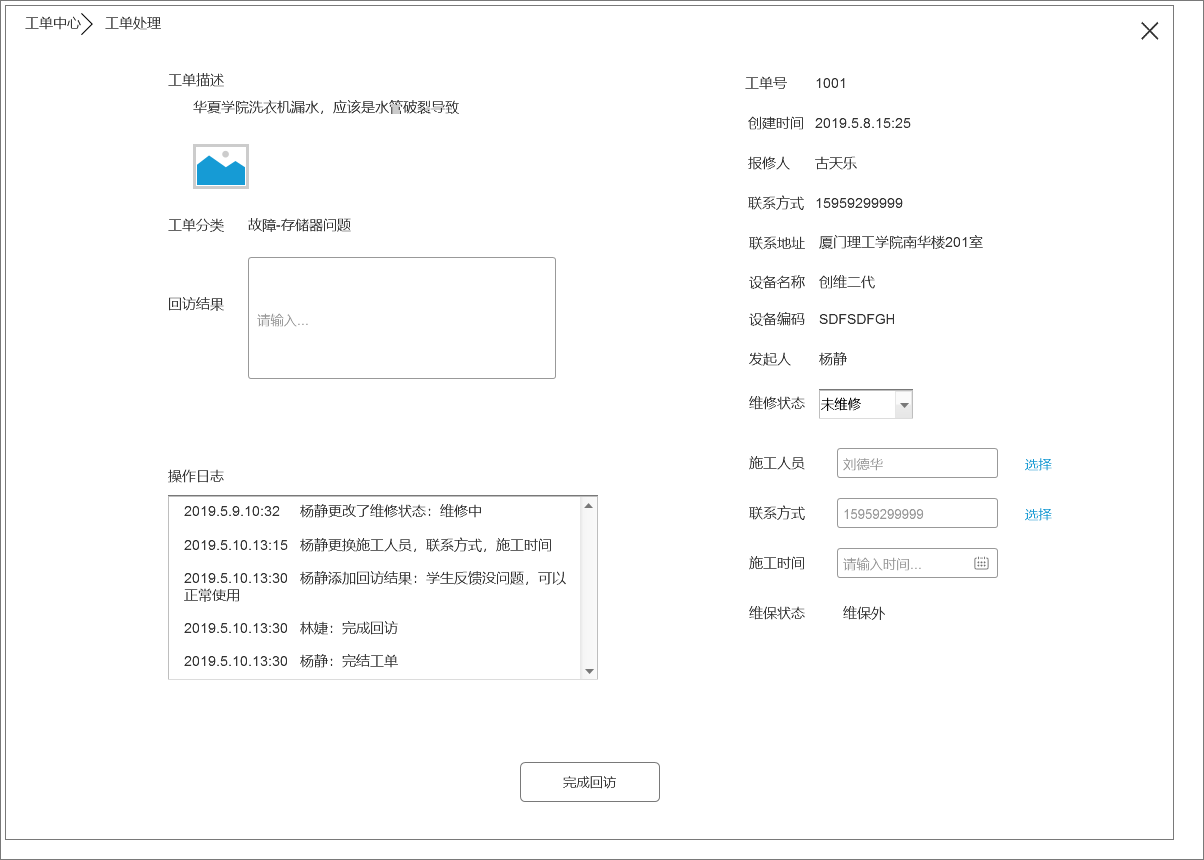 工单中心 工单处理
工单描述
华夏学院洗衣机漏水，应该是水管破裂导致
工单分类 故障-存储器问题
回访结果
请输入...
操作日志
2019.5.9.10:32 杨静更改了维修状态：维修中
2019.5.10.13:15 杨静更换施工人员，联系方式，施工时间
2019.5.10.13:30 杨静添加回访结果：学生反馈没问题，可以
正常使用
2019.5.10.13:30 林婕：完成回访
2019.5.10.13:30 杨静：完结工单
工单号 1001
创建时间 2019.5.8.15:25
报修人 古天乐
联系方式 15959299999
联系地址 厦门理工学院南华楼201室
设备名称 创维二代
设备编码 SDFSDFGH
发起人 杨静
维修状态 未维修
施工人员 刘德华 选择
联系方式 15959299999 选择
施工时间 请输入时间...
维保状态 维保外
完成回访